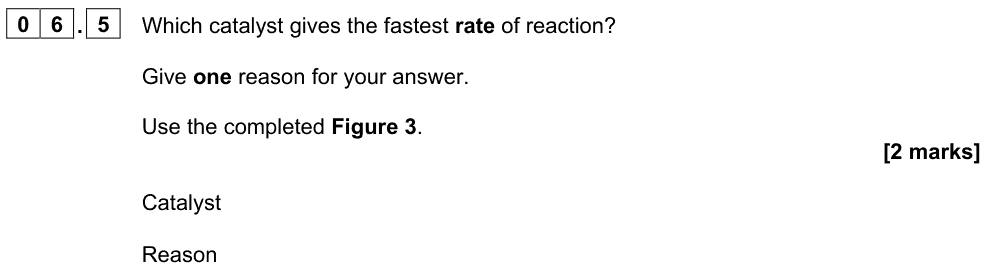 0 6 . 5 Which catalyst gives the fastest rate of reaction?
Give one reason for your answer.
Use the completed Figure 3.
[2 marks]
Catalyst
Reason